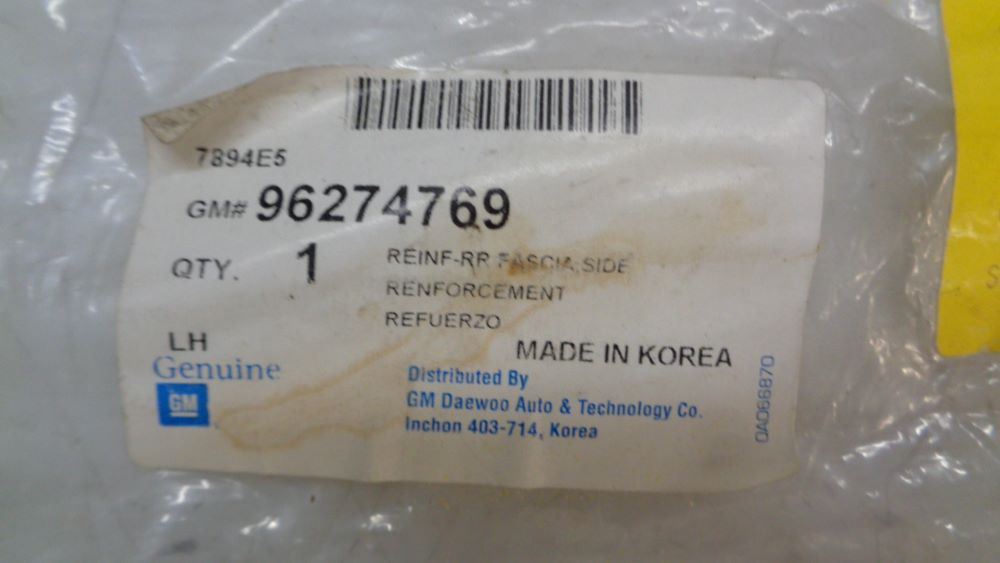 7894E5
GM# 96274769
QTY. 1
REINF-RR FASCIA,SIDE
RENFORCEMENT
REFUERZO
LH
MADE IN KOREA
Genuine
GM
Distributed By
GM Daewoo Auto & Technology Co.
Inchon 403-714, Korea
0AD66870
S